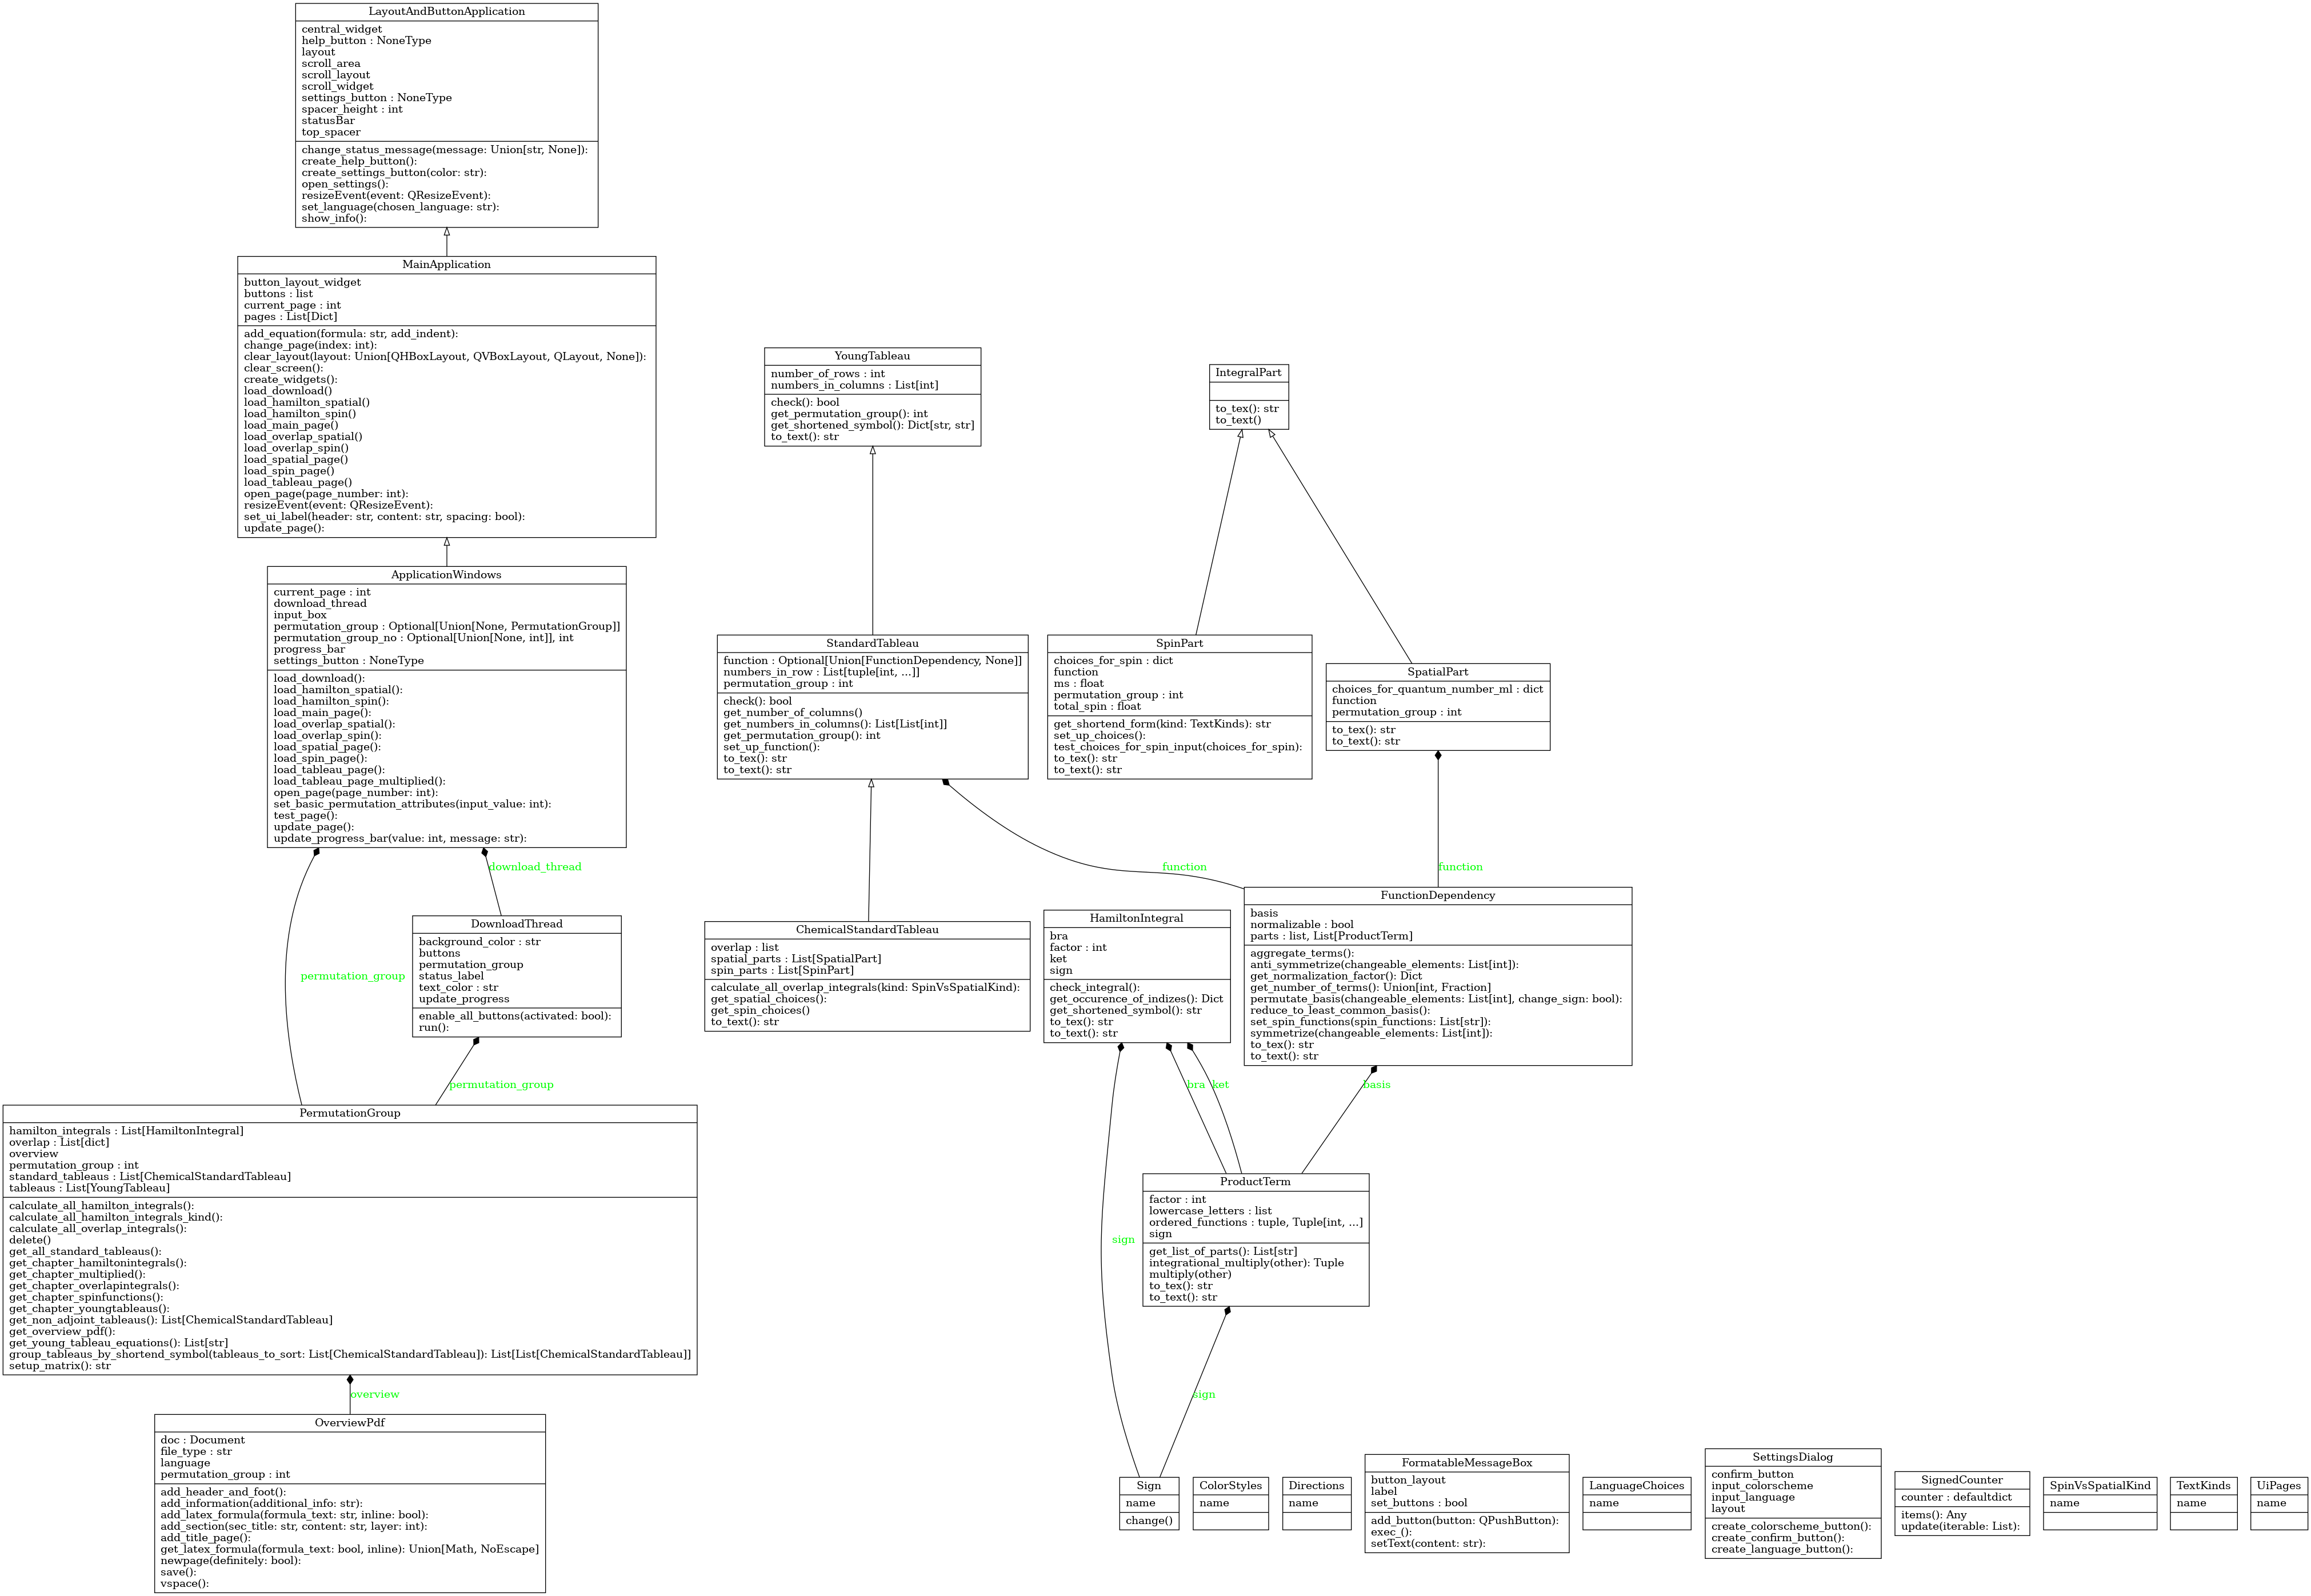 LayoutAndButtonApplication
central_widget
help_button : NoneType
layout
scroll_area
scroll_layout
scroll_widget
settings_button : NoneType
spacer_height : int
statusBar
top_spacer
change_status_message(message: Union[str, None]):
create_help_button():
create_settings_button(color: str):
open_settings():
resizeEvent(event: QResizeEvent):
set_language(chosen_language: str):
show_info():
MainApplication
button_layout_widget
buttons : list
current_page : int
pages : List[Dict]
add_equation(formula: str, add_indent):
change_page(index: int):
clear_layout(layout: Union[QHBoxLayout, QVBoxLayout, QLayout, None]):
clear_screen():
create_widgets():
load_download()
load_hamilton_spatial()
load_hamilton_spin()
load_main_page()
load_overlap_spatial()
load_overlap_spin()
load_spatial_page()
load_spin_page()
load_tableau_page()
open_page(page_number: int):
resizeEvent(event: QResizeEvent):
set_ui_label(header: str, content: str, spacing: bool):
update_page():
YoungTableau
number_of_rows : int
numbers_in_columns : List[int]
check(): bool
get_permutation_group(): int
get_shortened_symbol(): Dict[str, str]
to_text(): str
IntegralPart
to_tex(): str
to_text()
ApplicationWindows
current_page : int
download_thread
input_box
permutation_group : Optional[Union[None, PermutationGroup]]
permutation_group_no : Optional[Union[None, int]], int
progress_bar
settings_button : NoneType
load_download():
load_hamilton_spatial():
load_hamilton_spin():
load_main_page():
load_overlap_spatial():
load_overlap_spin():
load_spatial_page():
load_spin_page():
load_tableau_page():
load_tableau_page_multiplied():
open_page(page_number: int):
set_basic_permutation_attributes(input_value: int):
test_page():
update_page():
update_progress_bar(value: int, message: str):
StandardTableau
function : Optional[Union[FunctionDependency, None]]
numbers_in_row : List[tuple[int, ...]]
permutation_group : int
check(): bool
get_number_of_columns()
get_numbers_in_columns(): List[List[int]]
get_permutation_group(): int
set_up_function():
to_tex(): str
to_text(): str
SpinPart
choices_for_spin : dict
function
ms : float
permutation_group : int
total_spin : float
get_shortend_form(kind: TextKinds): str
set_up_choices():
test_choices_for_spin_input(choices_for_spin):
to_tex(): str
to_text(): str
SpatialPart
choices_for_quantum_number_ml : dict
function
permutation_group : int
to_tex(): str
to_text(): str
download_thread
function
function
DownloadThread
background_color : str
buttons
permutation_group
status_label
text_color : str
update_progress
enable_all_buttons(activated: bool):
run():
permutation_group
ChemicalStandardTableau
overlap : list
spatial_parts : List[SpatialPart]
spin_parts : List[SpinPart]
calculate_all_overlap_integrals(kind: SpinVsSpatialKind):
get_spatial_choices():
get_spin_choices()
to_text(): str
HamiltonIntegral
bra
factor : int
ket
sign
check_integral():
get_occurence_of_indizes(): Dict
get_shortened_symbol(): str
to_tex(): str
to_text(): str
FunctionDependency
basis
normalizable : bool
parts : list, List[ProductTerm]
aggregate_terms():
anti_symmetrize(changeable_elements: List[int]):
get_normalization_factor(): Dict
get_number_of_terms(): Union[int, Fraction]
permutate_basis(changeable_elements: List[int], change_sign: bool):
reduce_to_least_common_basis():
set_spin_functions(spin_functions: List[str]):
symmetrize(changeable_elements: List[int]):
to_tex(): str
to_text(): str
permutation_group
bra
ket
basis
PermutationGroup
hamilton_integrals : List[HamiltonIntegral]
overlap : List[dict]
overview
permutation_group : int
standard_tableaus : List[ChemicalStandardTableau]
tableaus : List[YoungTableau]
calculate_all_hamilton_integrals():
calculate_all_hamilton_integrals_kind():
calculate_all_overlap_integrals():
delete()
get_all_standard_tableaus():
get_chapter_hamiltonintegrals():
get_chapter_multiplied():
get_chapter_overlapintegrals():
get_chapter_spinfunctions():
get_chapter_youngtableaus():
get_non_adjoint_tableaus(): List[ChemicalStandardTableau]
get_overview_pdf():
get_young_tableau_equations(): List[str]
group_tableaus_by_shortend_symbol(tableaus_to_sort: List[ChemicalStandardTableau]): List[List[ChemicalStandardTableau]]
setup_matrix(): str
sign
ProductTerm
factor : int
lowercase_letters : list
ordered_functions : tuple, Tuple[int, ...]
sign
get_list_of_parts(): List[str]
integrational_multiply(other): Tuple
multiply(other)
to_tex(): str
to_text(): str
overview
sign
OverviewPdf
doc : Document
file_type : str
language
permutation_group : int
add_header_and_foot():
add_information(additional_info: str):
add_latex_formula(formula_text: str, inline: bool):
add_section(sec_title: str, content: str, layer: int):
add_title_page():
get_latex_formula(formula_text: bool, inline): Union[Math, NoEscape]
newpage(definitely: bool):
save():
vspace():
Sign
name
change()
ColorStyles
name
Directions
name
FormatableMessageBox
button_layout
label
set_buttons : bool
add_button(button: QPushButton):
exec_():
setText(content: str):
LanguageChoices
name
SettingsDialog
confirm_button
input_colorscheme
input_language
layout
create_colorscheme_button():
create_confirm_button():
create_language_button():
SignedCounter
counter : defaultdict
items(): Any
update(iterable: List):
SpinVsSpatialKind
name
TextKinds
name
UiPages
name